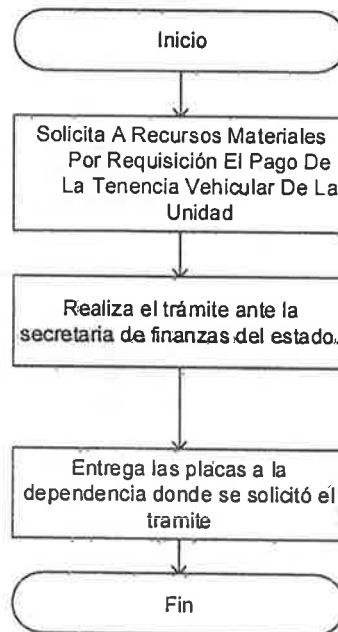 Inicio
Solicita A Recursos Materiales
Por Requisición El Pago De
La Tenencia Vehicular De La
Unidad
Realiza el trámite ante la
secretaria de finanzas del estado.
Entrega las placas a la
dependencia donde se solicitó el
tramite
Fin